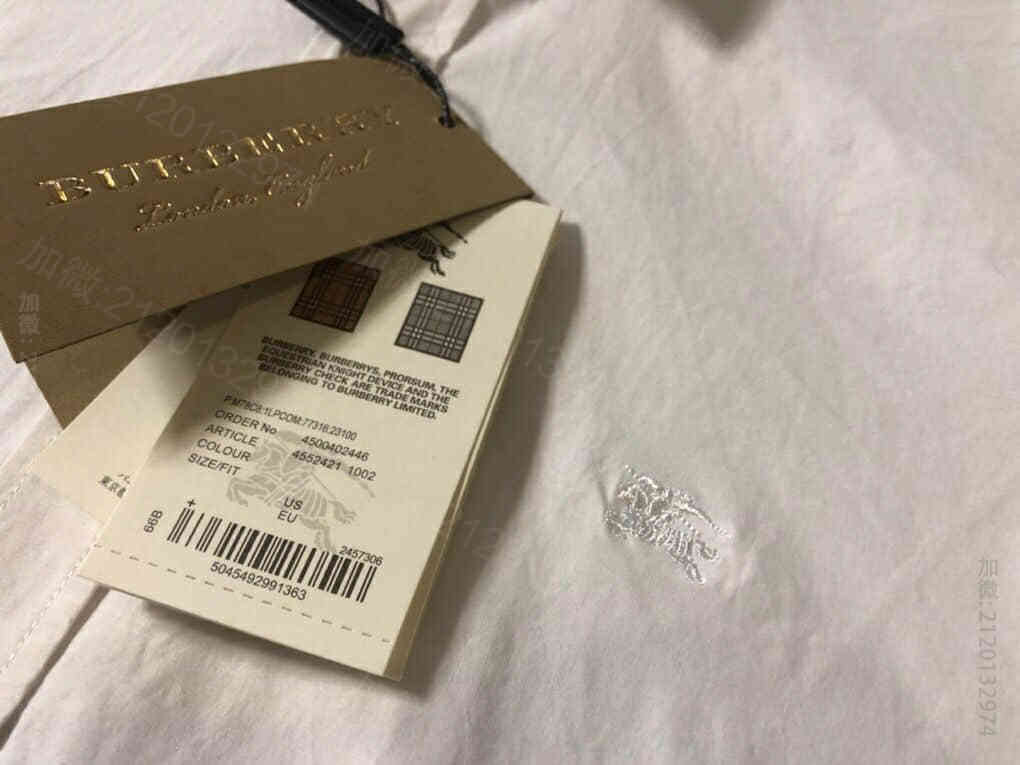 BURBERRY
London, England
BURBERRY, BURBERRYS, PRORSUM, THE
EQUESTRIAN KNIGHT DEVICE AND THE
BURBERRY CHECK ARE TRADE MARKS
BELONGING TO BURBERRY LIMITED.
ORDER No 4500402446
ARTICLE 4552421 1002
COLOUR
SIZE/FIT
US
EU
66B
2457306
5045492991363
加微:2120132974